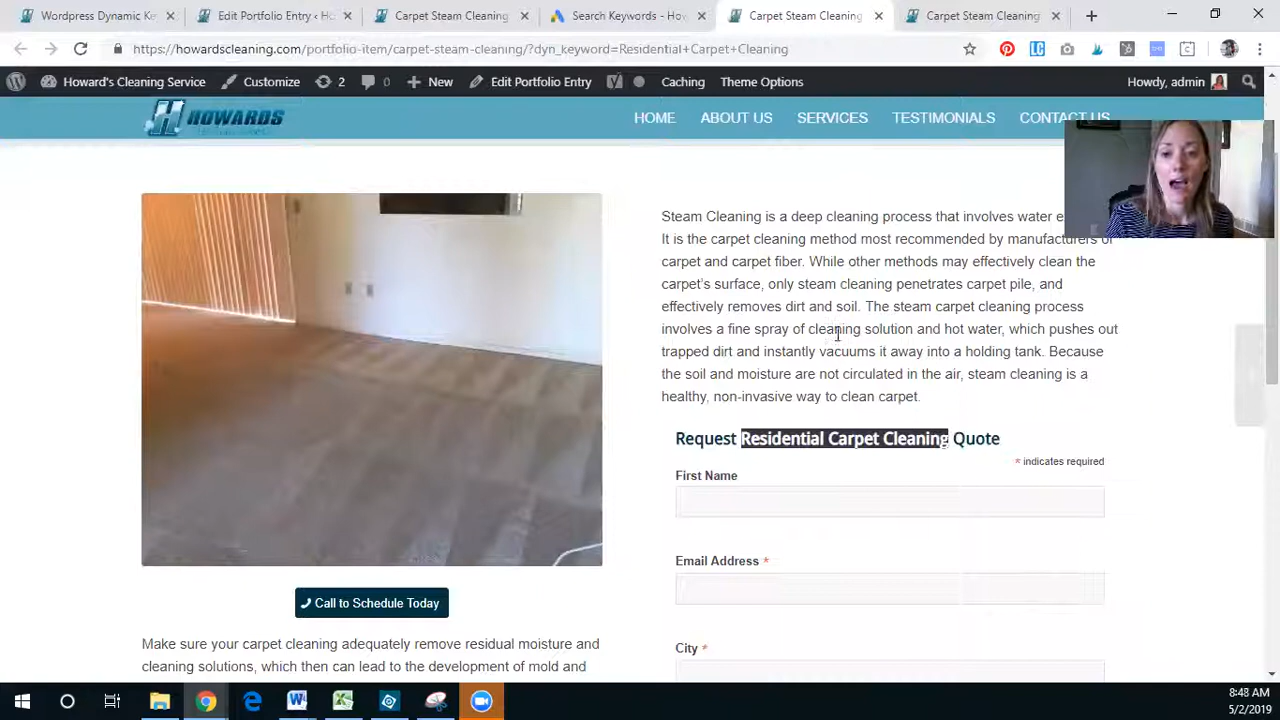 Wordpress Dynamic Ke
Edit Portfolio Entry ‹ Ho
Carpet Steam Cleaning
Search Keywords - How
Carpet Steam Cleaning
Carpet Steam Cleaning
https://howardscleaning.com/portfolio-item/carpet-steam-cleaning/?dyn_keyword=Residential+Carpet+Cleaning
Howard's Cleaning Service
Customize
2
0
New
Edit Portfolio Entry
Caching
Theme Options
Howdy, admin
HOWARDS
HOME
ABOUT US
SERVICES
TESTIMONIALS
CONTACT US
Steam Cleaning is a deep cleaning process that involves water
It is the carpet cleaning method most recommended by manufacturers of
carpet and carpet fiber. While other methods may effectively clean the
carpet's surface, only steam cleaning penetrates carpet pile, and
effectively removes dirt and soil. The steam carpet cleaning process
involves a fine spray of cleaning solution and hot water, which pushes out
trapped dirt and instantly vacuums it away into a holding tank. Because
the soil and moisture are not circulated in the air, steam cleaning is a
healthy, non-invasive way to clean carpet.
Request Residential Carpet Cleaning Quote
* indicates required
First Name
Email Address *
City *
Call to Schedule Today
Make sure your carpet cleaning adequately remove residual moisture and
cleaning solutions, which then can lead to the development of mold and
8:48 AM
5/2/2019